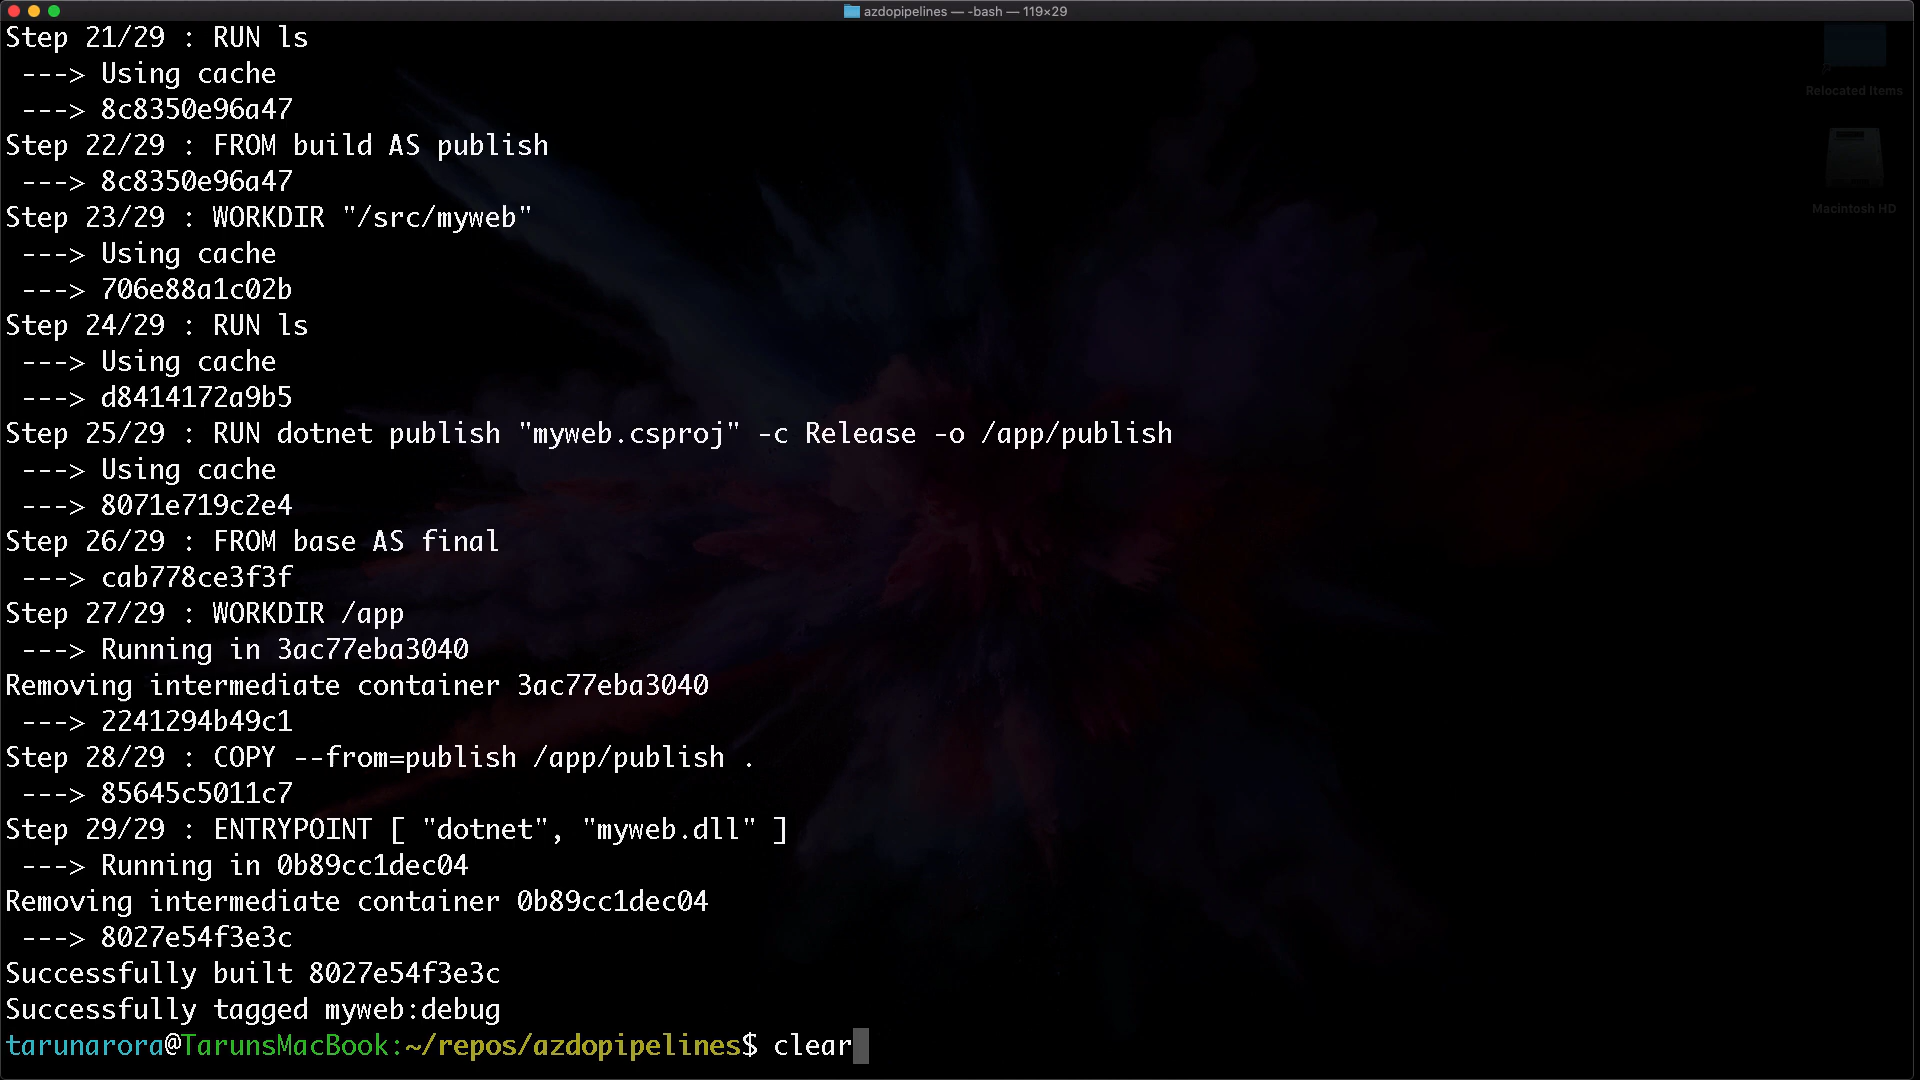 azdopipelines — -bash — 119×29
Step 21/29 : RUN ls
---> Using cache
---> 8c8350e96a47
Step 22/29 : FROM build AS publish
---> 8c8350e96a47
Step 23/29 : WORKDIR "/src/myweb"
---> Using cache
---> 706e88a1c02b
Step 24/29 : RUN ls
---> Using cache
---> d8414172a9b5
Step 25/29 : RUN dotnet publish "myweb.csproj" -c Release -o /app/publish
---> Using cache
---> 8071e719c2e4
Step 26/29 : FROM base AS final
---> cab778ce3f3f
Step 27/29 : WORKDIR /app
---> Running in 3ac77eba3040
Removing intermediate container 3ac77eba3040
---> 2241294b49c1
Step 28/29 : COPY --from=publish /app/publish .
---> 85645c5011c7
Step 29/29 : ENTRYPOINT [ "dotnet", "myweb.dll" ]
---> Running in 0b89cc1dec04
Removing intermediate container 0b89cc1dec04
---> 8027e54f3e3c
Successfully built 8027e54f3e3c
Successfully tagged myweb:debug
tarunarora@TarunsMacBook:~/repos/azdopipelines$ clear
Relocated Items
Macintosh HD